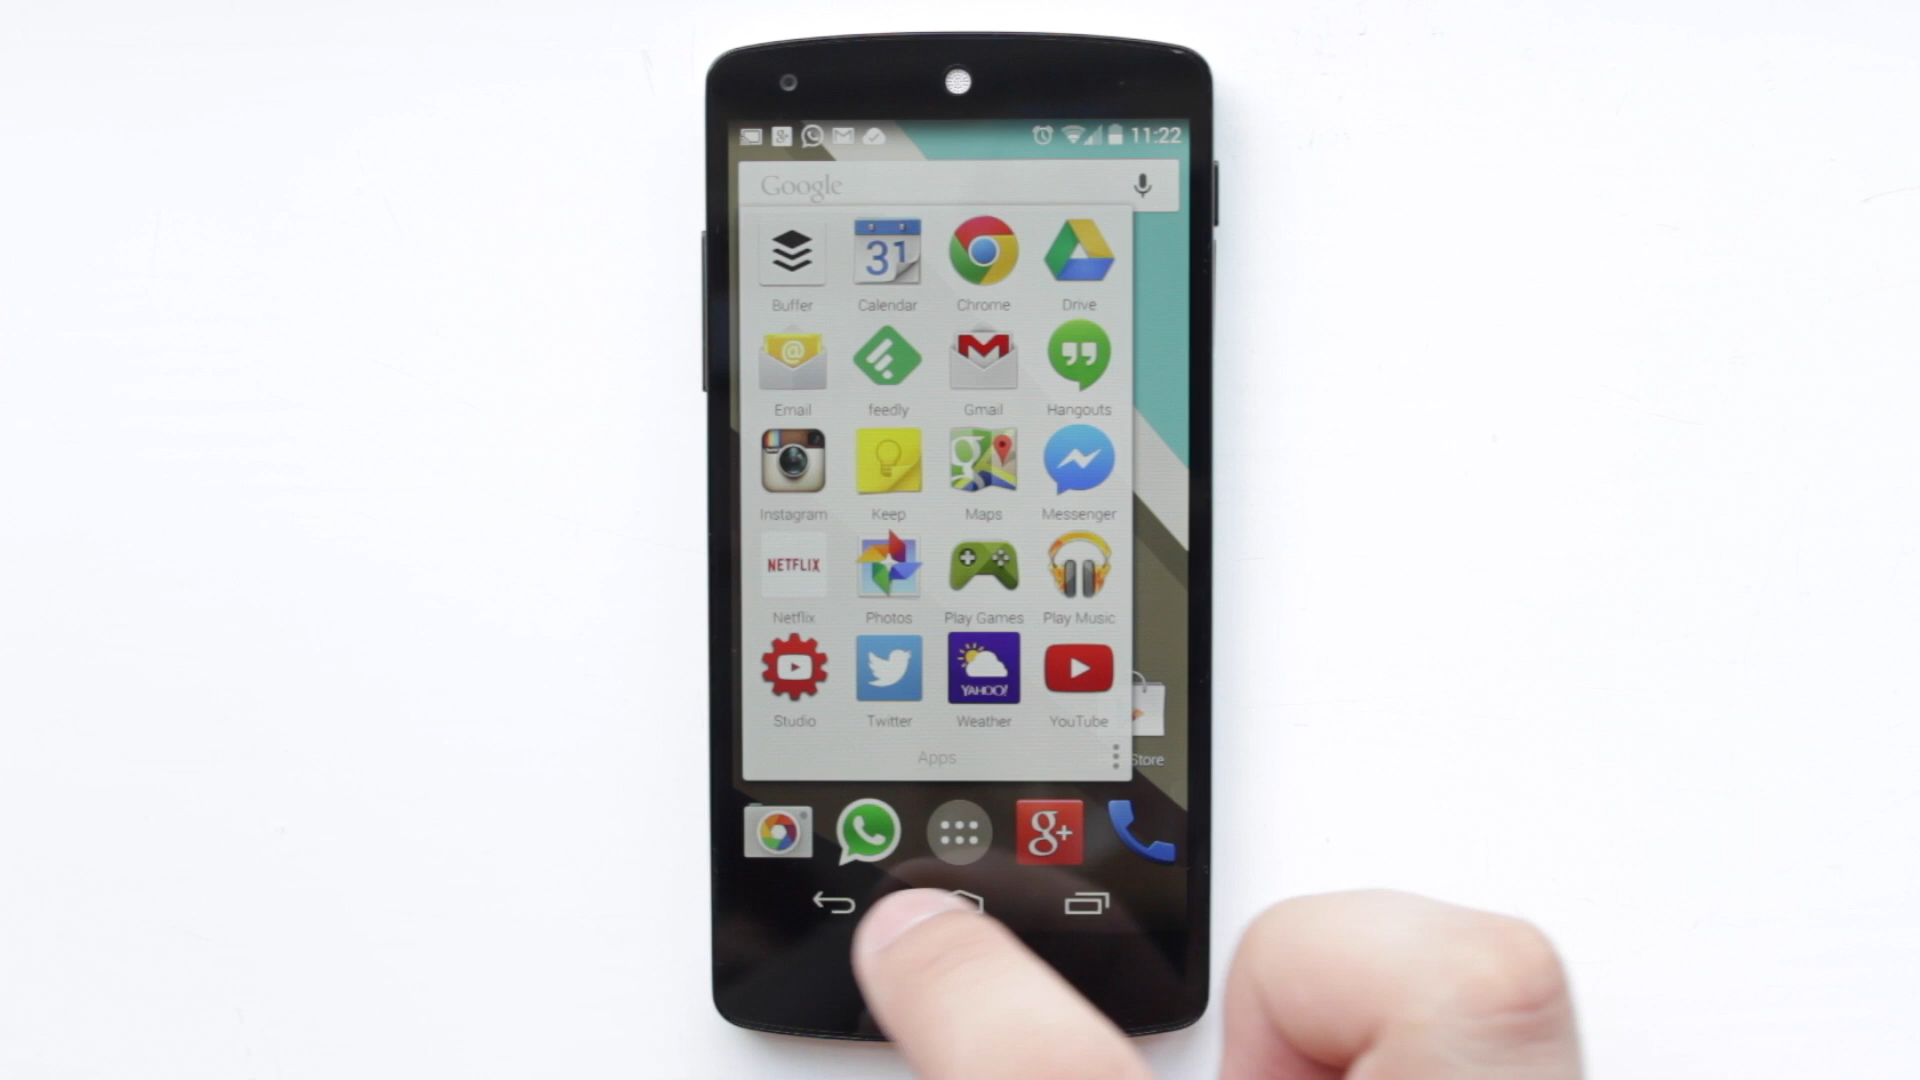 11:22
Google
31
Buffer Calendar Chrome Drive
@
Email feedly Gmail Hangouts
g
Instagram Keep Maps Messenger
NETFLIX
Netflix Photos Play Games Play Music
YAHOO!
Studio Twitter Weather YouTube
Apps
Store
g+